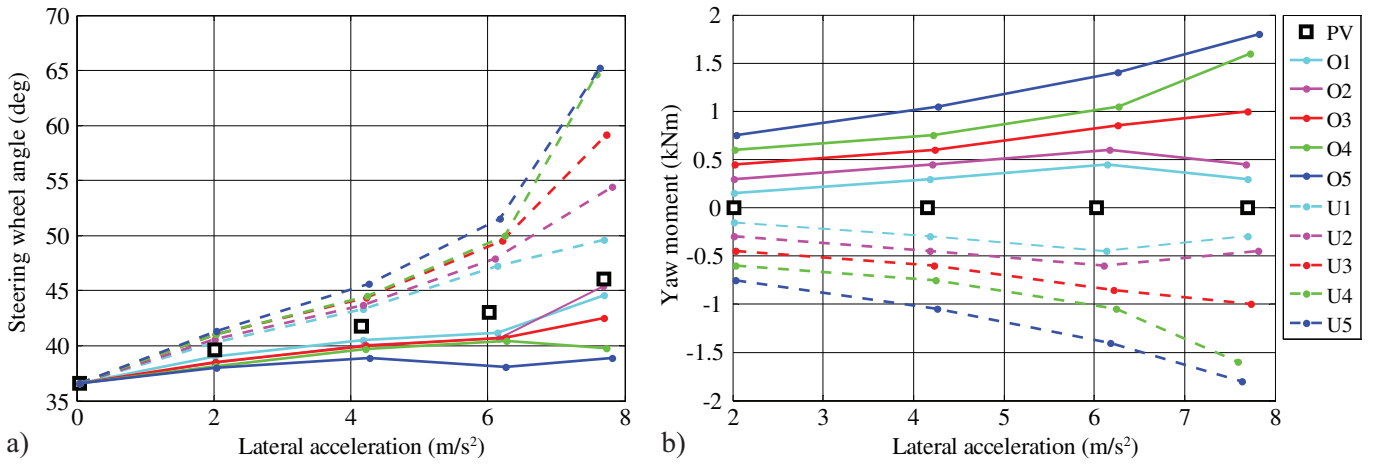 70
65
60
55
50
45
40
35
0
2
4
6
8
Steering wheel angle (deg)
Lateral acceleration (m/s²)
a)
2
1.5
1
0.5
0
-0.5
-1
-1.5
-2
2
3
4
5
6
7
8
Yaw moment (kNm)
Lateral acceleration (m/s²)
b)
PV
O1
O2
O3
O4
O5
U1
U2
U3
U4
U5